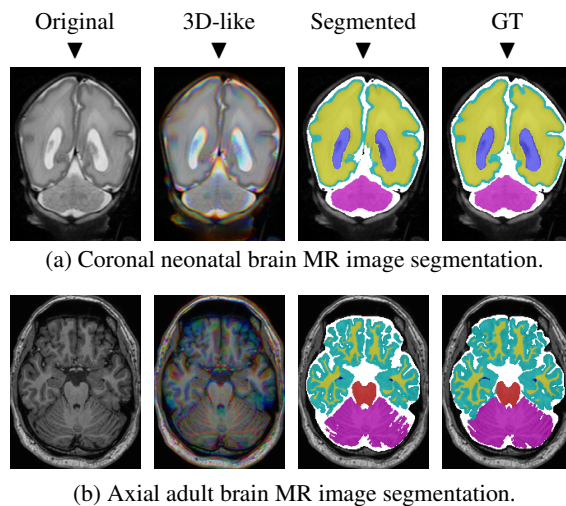 Original 3D-like Segmented GT
(a) Coronal neonatal brain MR image segmentation.
(b) Axial adult brain MR image segmentation.